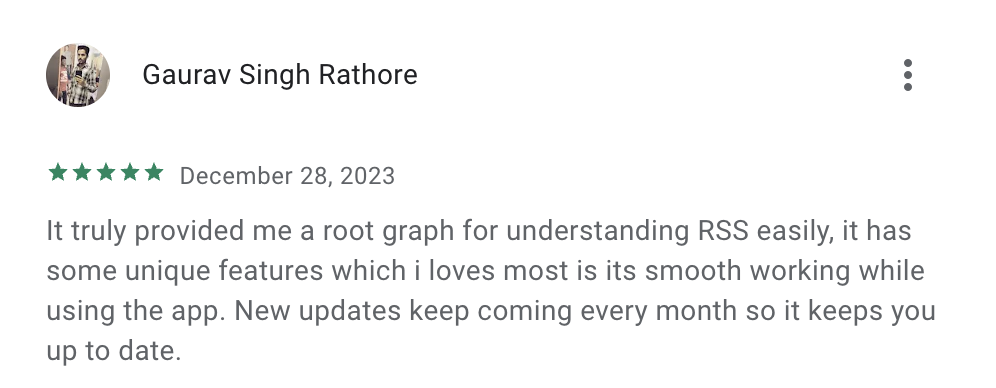 Gaurav Singh Rathore
December 28, 2023
It truly provided me a root graph for understanding RSS easily, it has
some unique features which i loves most is its smooth working while
using the app. New updates keep coming every month so it keeps you
up to date.